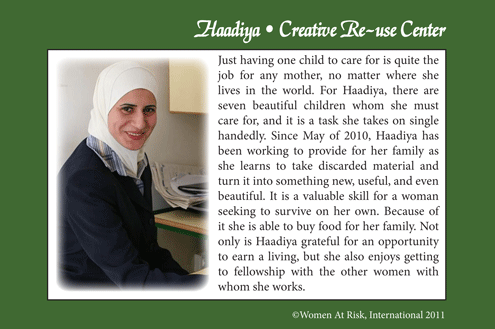 Haadiya • Creative Re-use Center
Just having one child to care for is quite the
job for any mother, no matter where she
lives in the world. For Haadiya, there are
seven beautiful children whom she must
care for, and it is a task she takes on single
handedly. Since May of 2010, Haadiya has
been working to provide for her family as
she learns to take discarded material and
turn it into something new, useful, and even
beautiful. It is a valuable skill for a woman
seeking to survive on her own. Because of
it she is able to buy food for her family. Not
only is Haadiya grateful for an opportunity
to earn a living, but she also enjoys getting
to fellowship with the other women with
whom she works.
©Women At Risk, International 2011